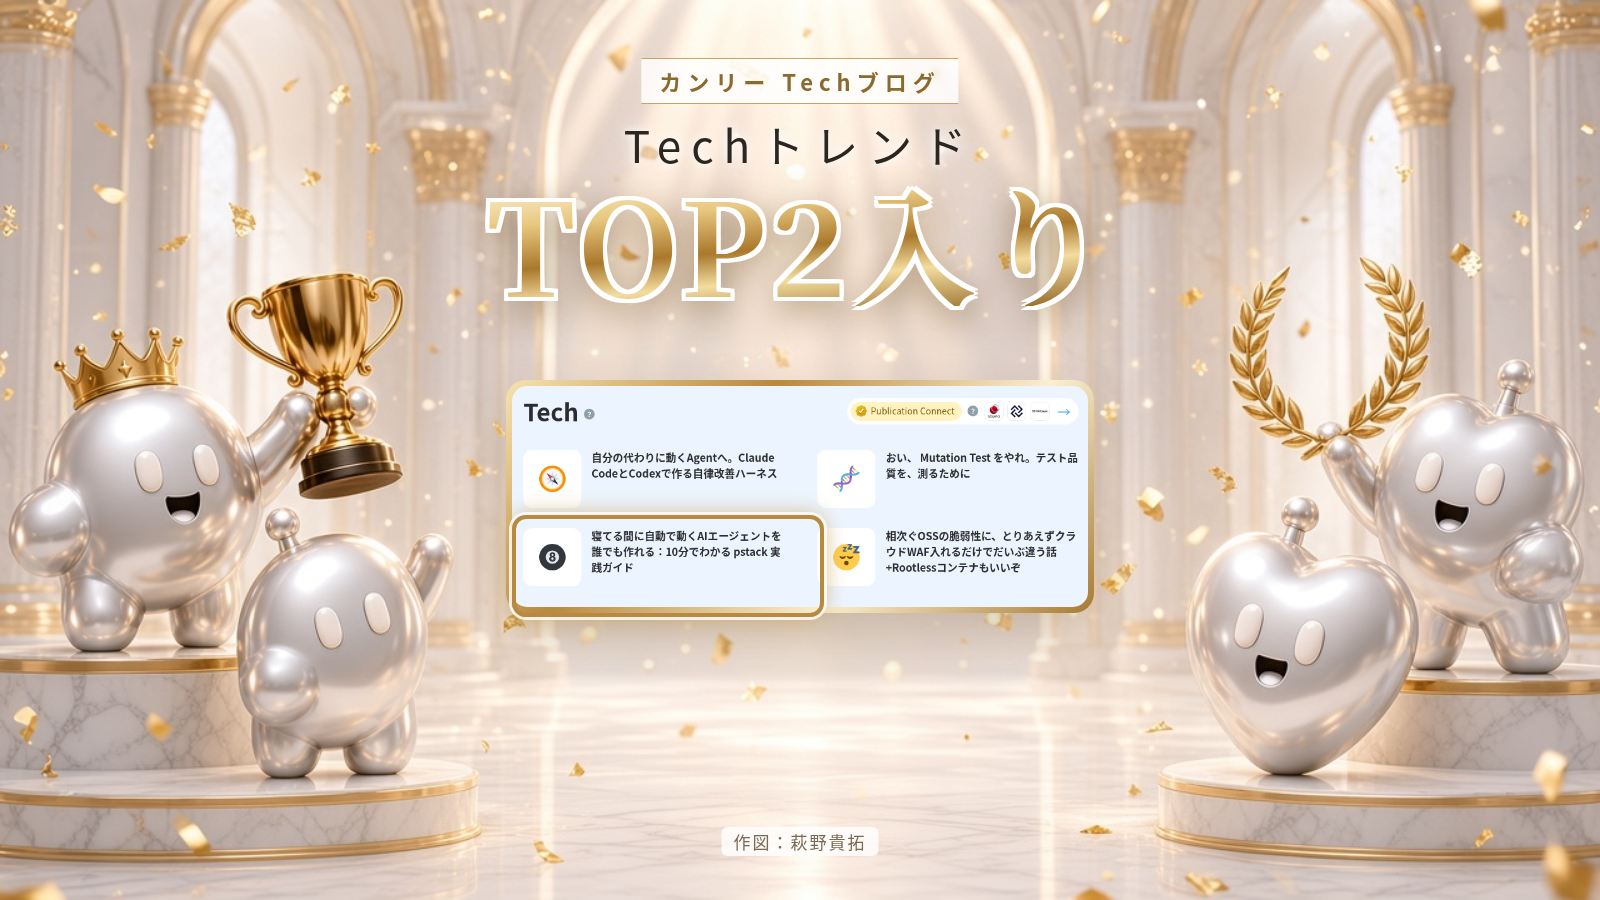 カンリー Techブログ
Techトレンド
TOP2入り
Tech ?
Publication Connect ?
自分の代わりに動くAgentへ。Claude
CodeとCodexで作る自律改善ハーネス
おい、 Mutation Test をやれ。テスト品
質を、測るために
8
寝てる間に自動で動くAIエージェントを
誰でも作れる：10分でわかる pstack 実
践ガイド
zzz
相次ぐOSSの脆弱性に、とりあえずクラ
ウドWAF入れるだけでだいぶ違う話
+Rootlessコンテナもいいぞ
作図：萩野貴拓